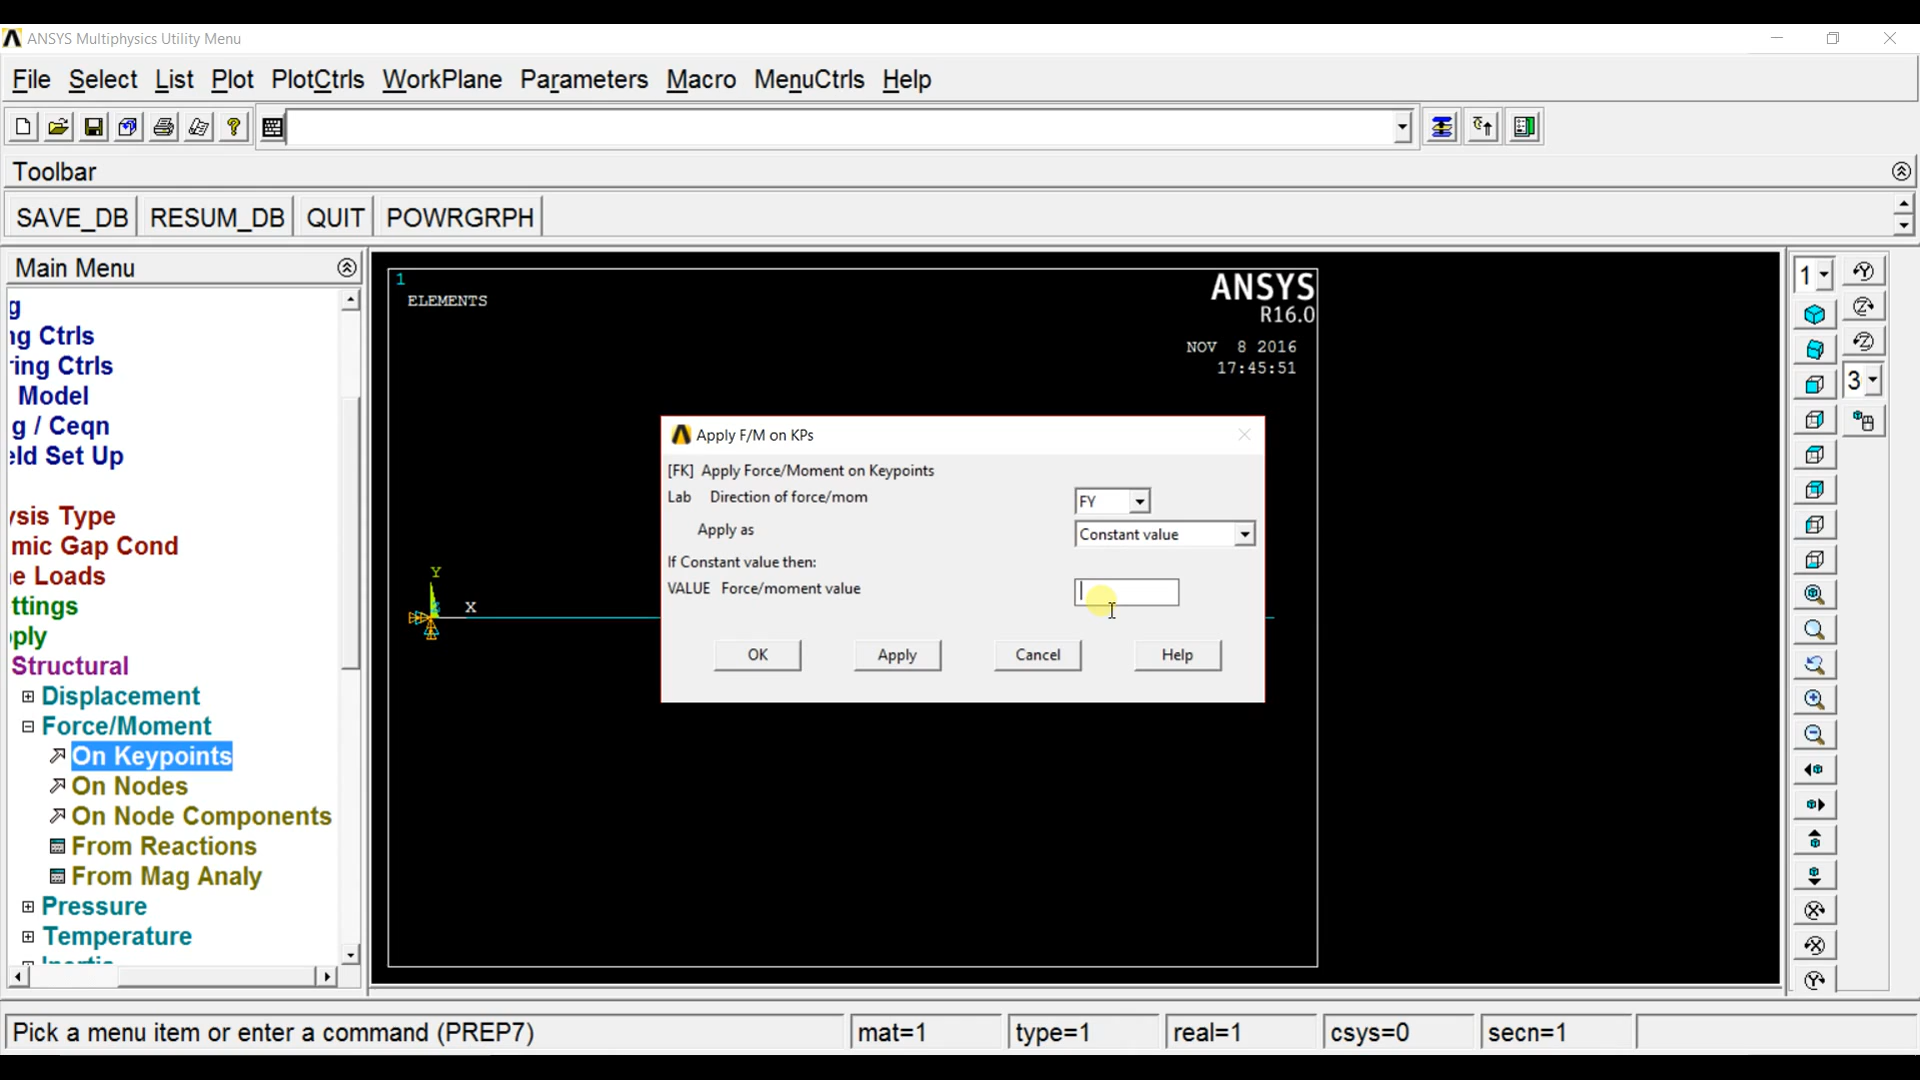 ANSYS Multiphysics Utility Menu
File Select List Plot PlotCtrls WorkPlane Parameters Macro MenuCtrls Help
Toolbar
SAVE_DB RESUM_DB QUIT POWRGRPH
Main Menu
g
ng Ctrls
ring Ctrls
Model
g / Ceqn
eld Set Up
ysis Type
mic Gap Cond
e Loads
ttings
ply
Structural
Displacement
Force/Moment
On Keypoints
On Nodes
On Node Components
From Reactions
From Mag Analy
Pressure
Temperature
1
ELEMENTS
ANSYS
R16.0
NOV 8 2016
17:45:51
Y
X
Apply F/M on KPs
[FK] Apply Force/Moment on Keypoints
Lab Direction of force/mom FY
Apply as Constant value
If Constant value then:
VALUE Force/moment value
OK Apply Cancel Help
1
3
Pick a menu item or enter a command (PREP7) mat=1 type=1 real=1 csys=0 secn=1